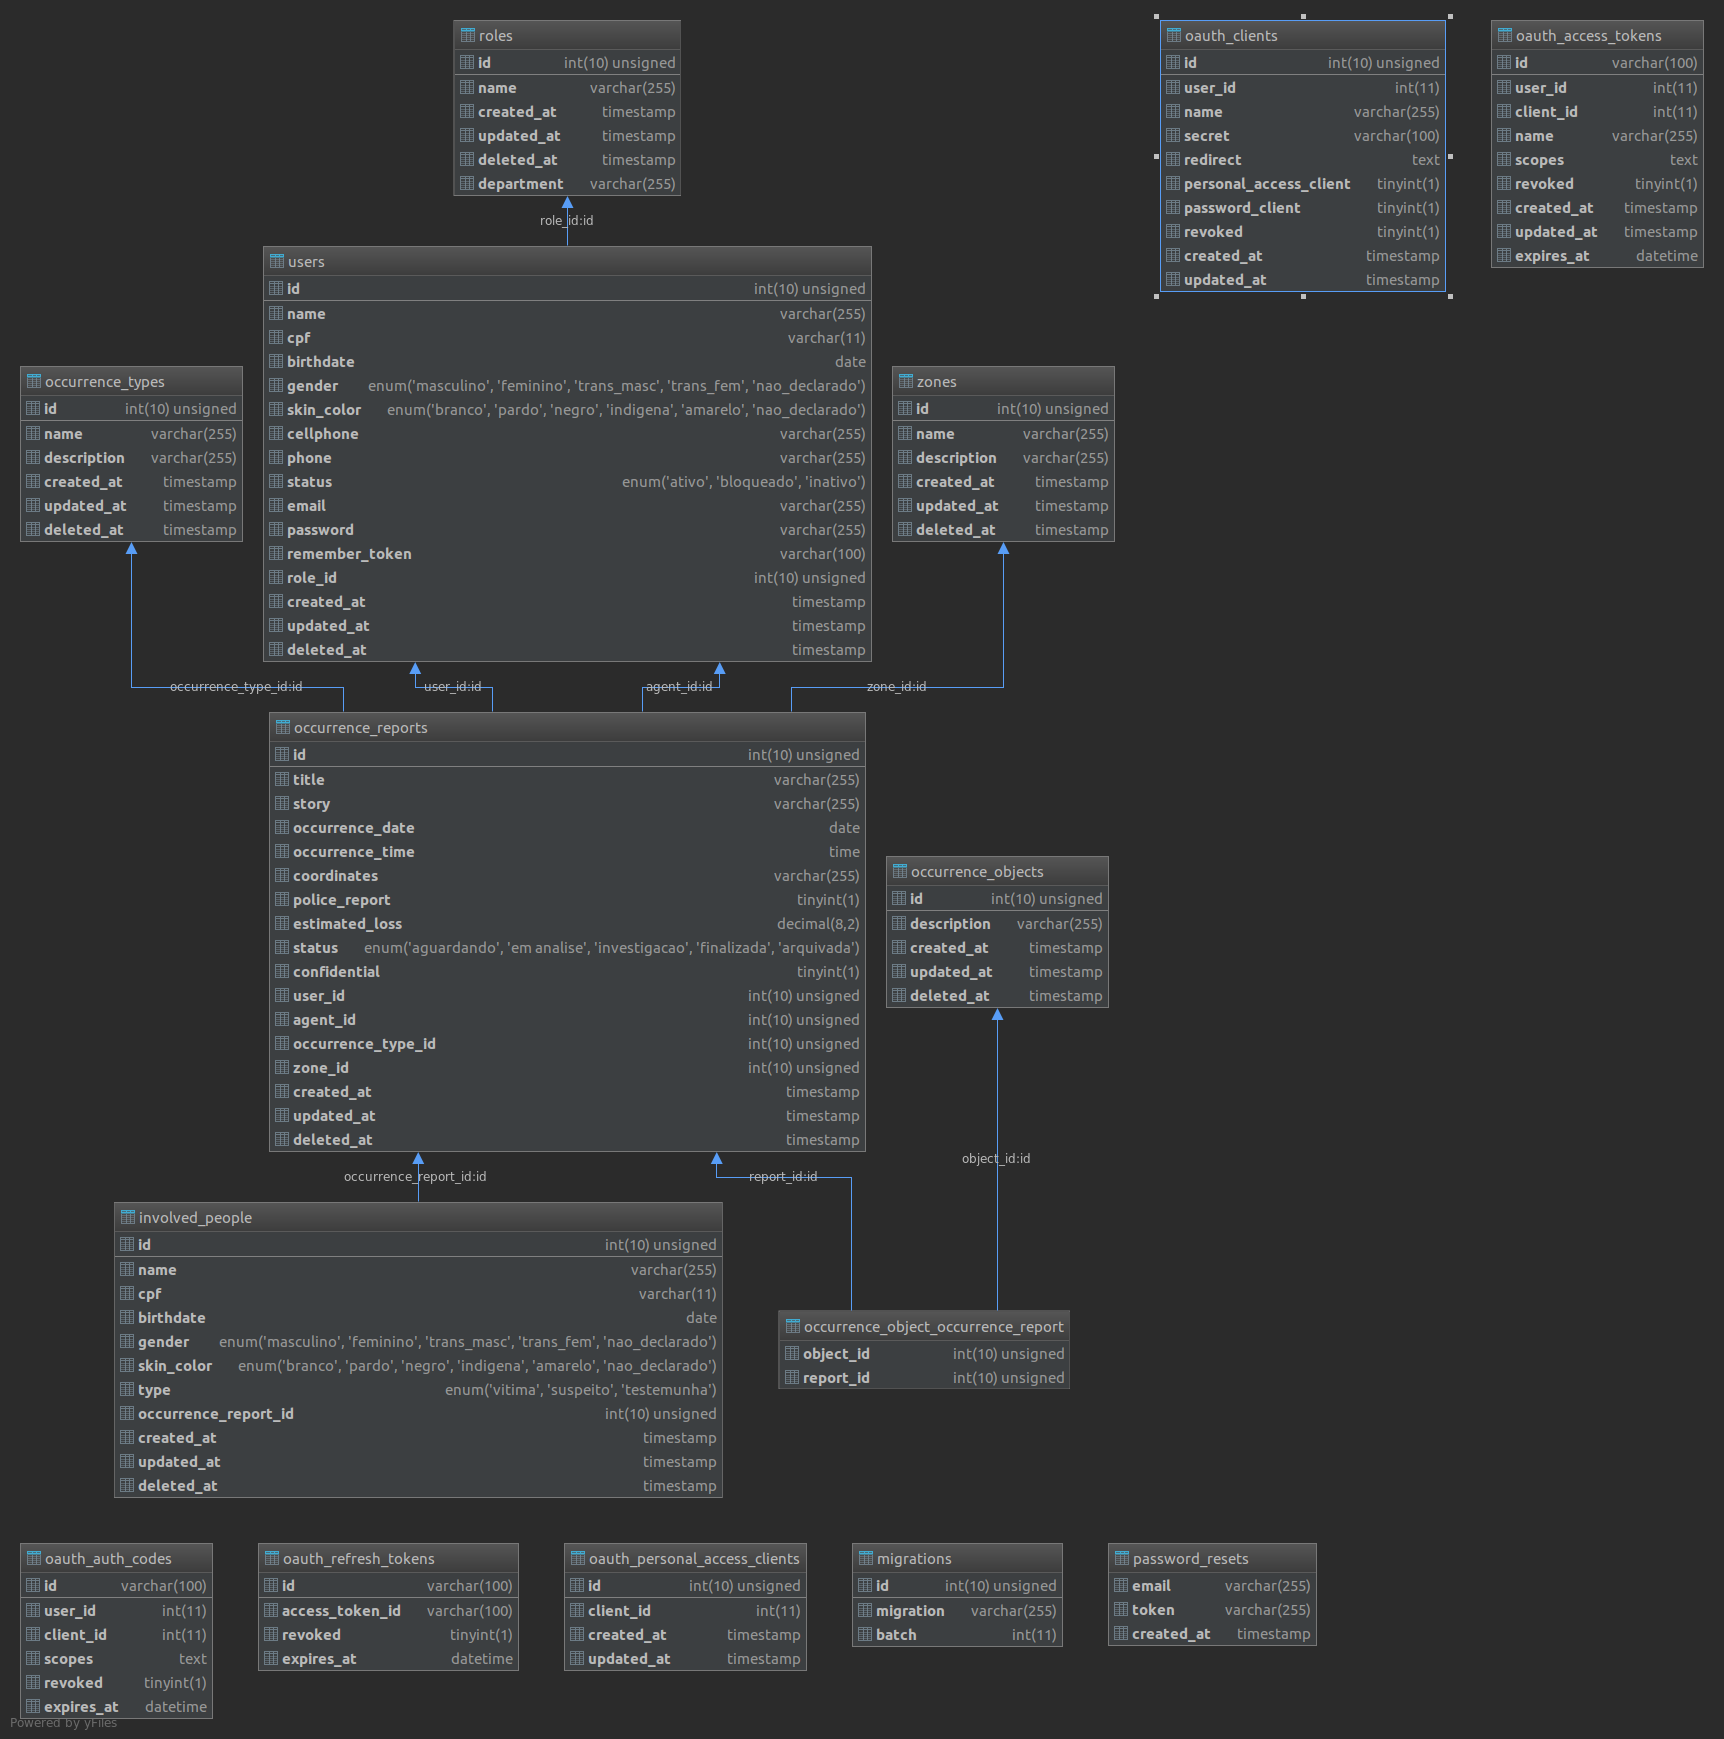 roles
id int(10) unsigned
name varchar(255)
created_at timestamp
updated_at timestamp
deleted_at timestamp
department varchar(255)
role_id:id
oauth_clients
id int(10) unsigned
user_id int(11)
name varchar(255)
secret varchar(100)
redirect text
personal_access_client tinyint(1)
password_client tinyint(1)
revoked tinyint(1)
created_at timestamp
updated_at timestamp
oauth_access_tokens
id varchar(100)
user_id int(11)
client_id int(11)
name varchar(255)
scopes text
revoked tinyint(1)
created_at timestamp
updated_at timestamp
expires_at datetime
users
id int(10) unsigned
name varchar(255)
cpf varchar(11)
birthdate date
gender enum('masculino', 'feminino', 'trans_masc', 'trans_fem', 'nao_declarado')
skin_color enum('branco', 'pardo', 'negro', 'indigena', 'amarelo', 'nao_declarado')
cellphone varchar(255)
phone varchar(255)
status enum('ativo', 'bloqueado', 'inativo')
email varchar(255)
password varchar(255)
remember_token varchar(100)
role_id int(10) unsigned
created_at timestamp
updated_at timestamp
deleted_at timestamp
occurrence_types
id int(10) unsigned
name varchar(255)
description varchar(255)
created_at timestamp
updated_at timestamp
deleted_at timestamp
zones
id int(10) unsigned
name varchar(255)
description varchar(255)
created_at timestamp
updated_at timestamp
deleted_at timestamp
occurrence_type_id:id
user_id:id
agent_id:id
zone_id:id
occurrence_reports
id int(10) unsigned
title varchar(255)
story varchar(255)
occurrence_date date
occurrence_time time
coordinates varchar(255)
police_report tinyint(1)
estimated_loss decimal(8,2)
status enum('aguardando', 'em analise', 'investigacao', 'finalizada', 'arquivada')
confidential tinyint(1)
user_id int(10) unsigned
agent_id int(10) unsigned
occurrence_type_id int(10) unsigned
zone_id int(10) unsigned
created_at timestamp
updated_at timestamp
deleted_at timestamp
occurrence_objects
id int(10) unsigned
description varchar(255)
created_at timestamp
updated_at timestamp
deleted_at timestamp
occurrence_report_id:id
report_id:id
object_id:id
involved_people
id int(10) unsigned
name varchar(255)
cpf varchar(11)
birthdate date
gender enum('masculino', 'feminino', 'trans_masc', 'trans_fem', 'nao_declarado')
skin_color enum('branco', 'pardo', 'negro', 'indigena', 'amarelo', 'nao_declarado')
type enum('vitima', 'suspeito', 'testemunha')
occurrence_report_id int(10) unsigned
created_at timestamp
updated_at timestamp
deleted_at timestamp
occurrence_object_occurrence_report
object_id int(10) unsigned
report_id int(10) unsigned
oauth_auth_codes
id varchar(100)
user_id int(11)
client_id int(11)
scopes text
revoked tinyint(1)
expires_at datetime
oauth_refresh_tokens
id varchar(100)
access_token_id varchar(100)
revoked tinyint(1)
expires_at datetime
oauth_personal_access_clients
id int(10) unsigned
client_id int(11)
created_at timestamp
updated_at timestamp
migrations
id int(10) unsigned
migration varchar(255)
batch int(11)
password_resets
email varchar(255)
token varchar(255)
created_at timestamp
Powered by yFiles